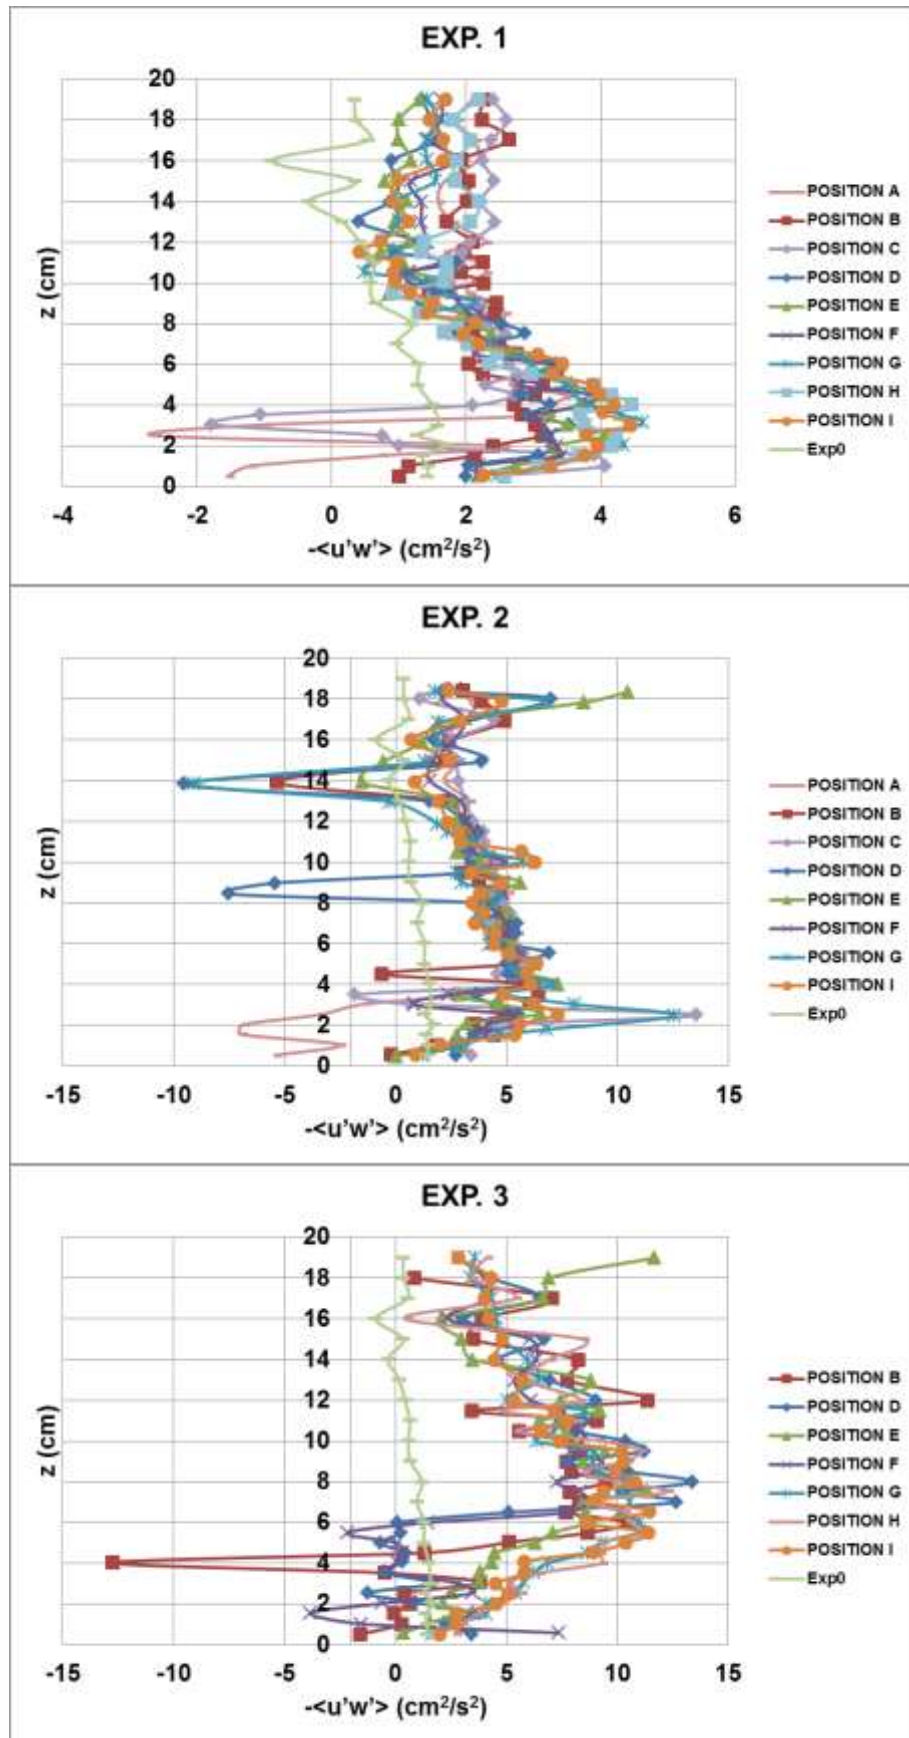 EXP. 1
20
18
16
14
12
10
8
6
4
2
0
z (cm)
-4 -2 0 2 4 6
-<u'w'> (cm²/s²)
POSITION A
POSITION B
POSITION C
POSITION D
POSITION E
POSITION F
POSITION G
POSITION H
POSITION I
Exp0
EXP. 2
20
18
16
14
12
10
8
6
4
2
0
z (cm)
-15 -10 -5 0 5 10 15
-<u'w'> (cm²/s²)
POSITION A
POSITION B
POSITION C
POSITION D
POSITION E
POSITION F
POSITION G
POSITION I
Exp0
EXP. 3
20
18
16
14
12
10
8
6
4
2
0
z (cm)
-15 -10 -5 0 5 10 15
-<u'w'> (cm²/s²)
POSITION B
POSITION D
POSITION E
POSITION F
POSITION G
POSITION H
POSITION I
Exp0